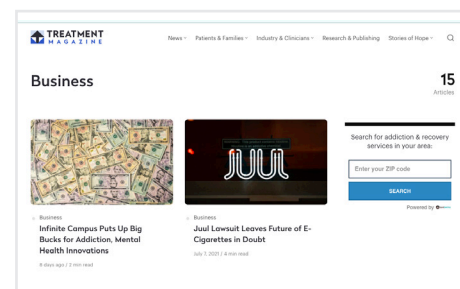 TREATMENT
MAGAZINE
News Patients & Families Industry & Clinicians Research & Publishing Stories of Hope
Business
15
Articles
JUUL
Search for addiction & recovery
services in your area:
Enter your ZIP code
SEARCH
Powered by
Business
Infinite Campus Puts Up Big
Bucks for Addiction, Mental
Health Innovations
8 days ago / 2 min read
Business
Juul Lawsuit Leaves Future of E-
Cigarettes in Doubt
July 7, 2021 / 4 min read